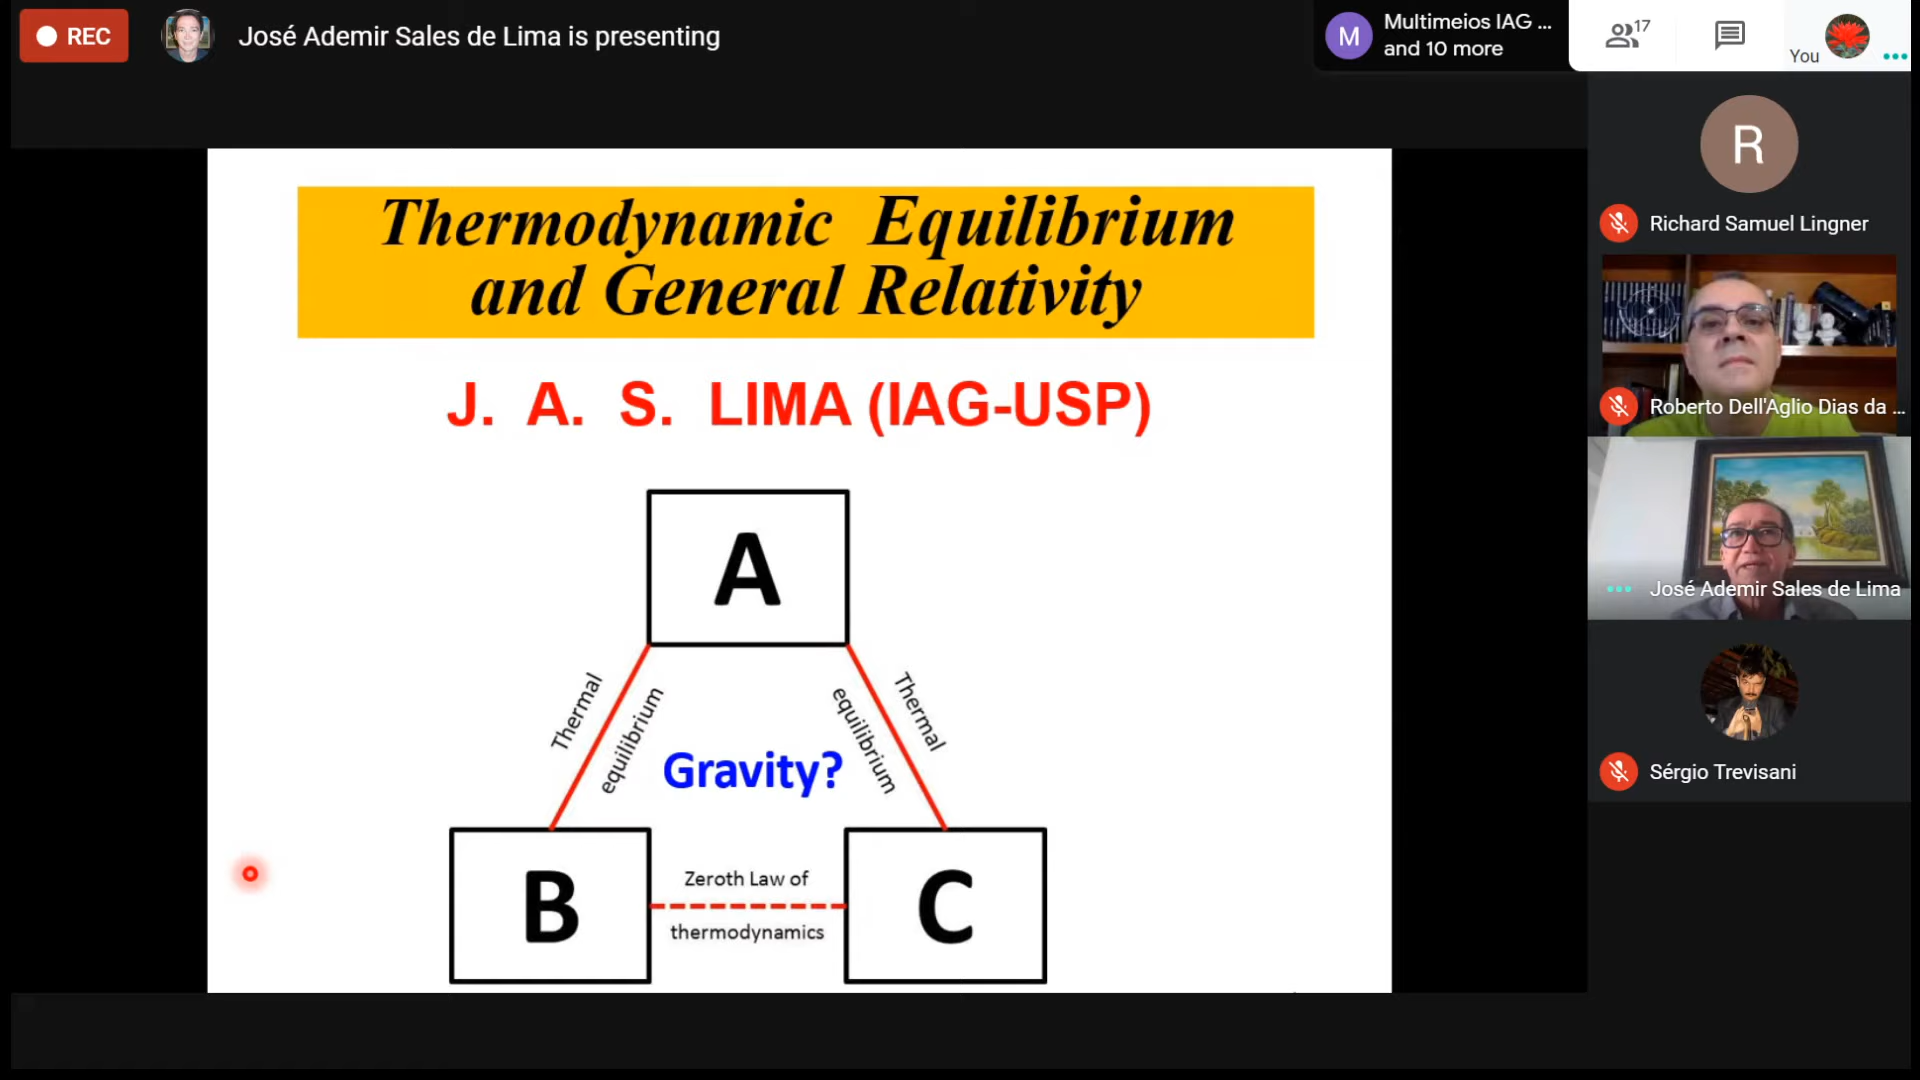 REC
José Ademir Sales de Lima is presenting
M
Multimeios IAG ...
and 10 more
17
You
R
Richard Samuel Lingner
Roberto Dell'Aglio Dias da ...
José Ademir Sales de Lima
Sérgio Trevisani
Thermodynamic Equilibrium
and General Relativity
J. A. S. LIMA (IAG-USP)
A
Thermal
equilibrium
Thermal
equilibrium
Gravity?
B
Zeroth Law of
thermodynamics
C